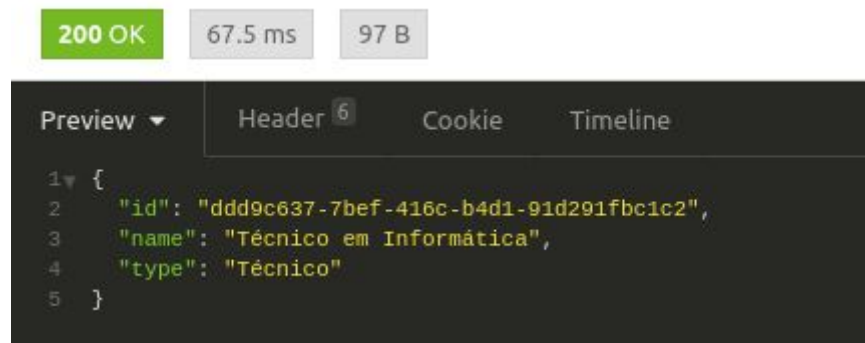 200 OK 67.5 ms 97 B
Preview Header 6 Cookie Timeline
1 {
2 "id": "ddd9c637-7bef-416c-b4d1-91d291fbc1c2",
3 "name": "Técnico em Informática",
4 "type": "Técnico"
5 }